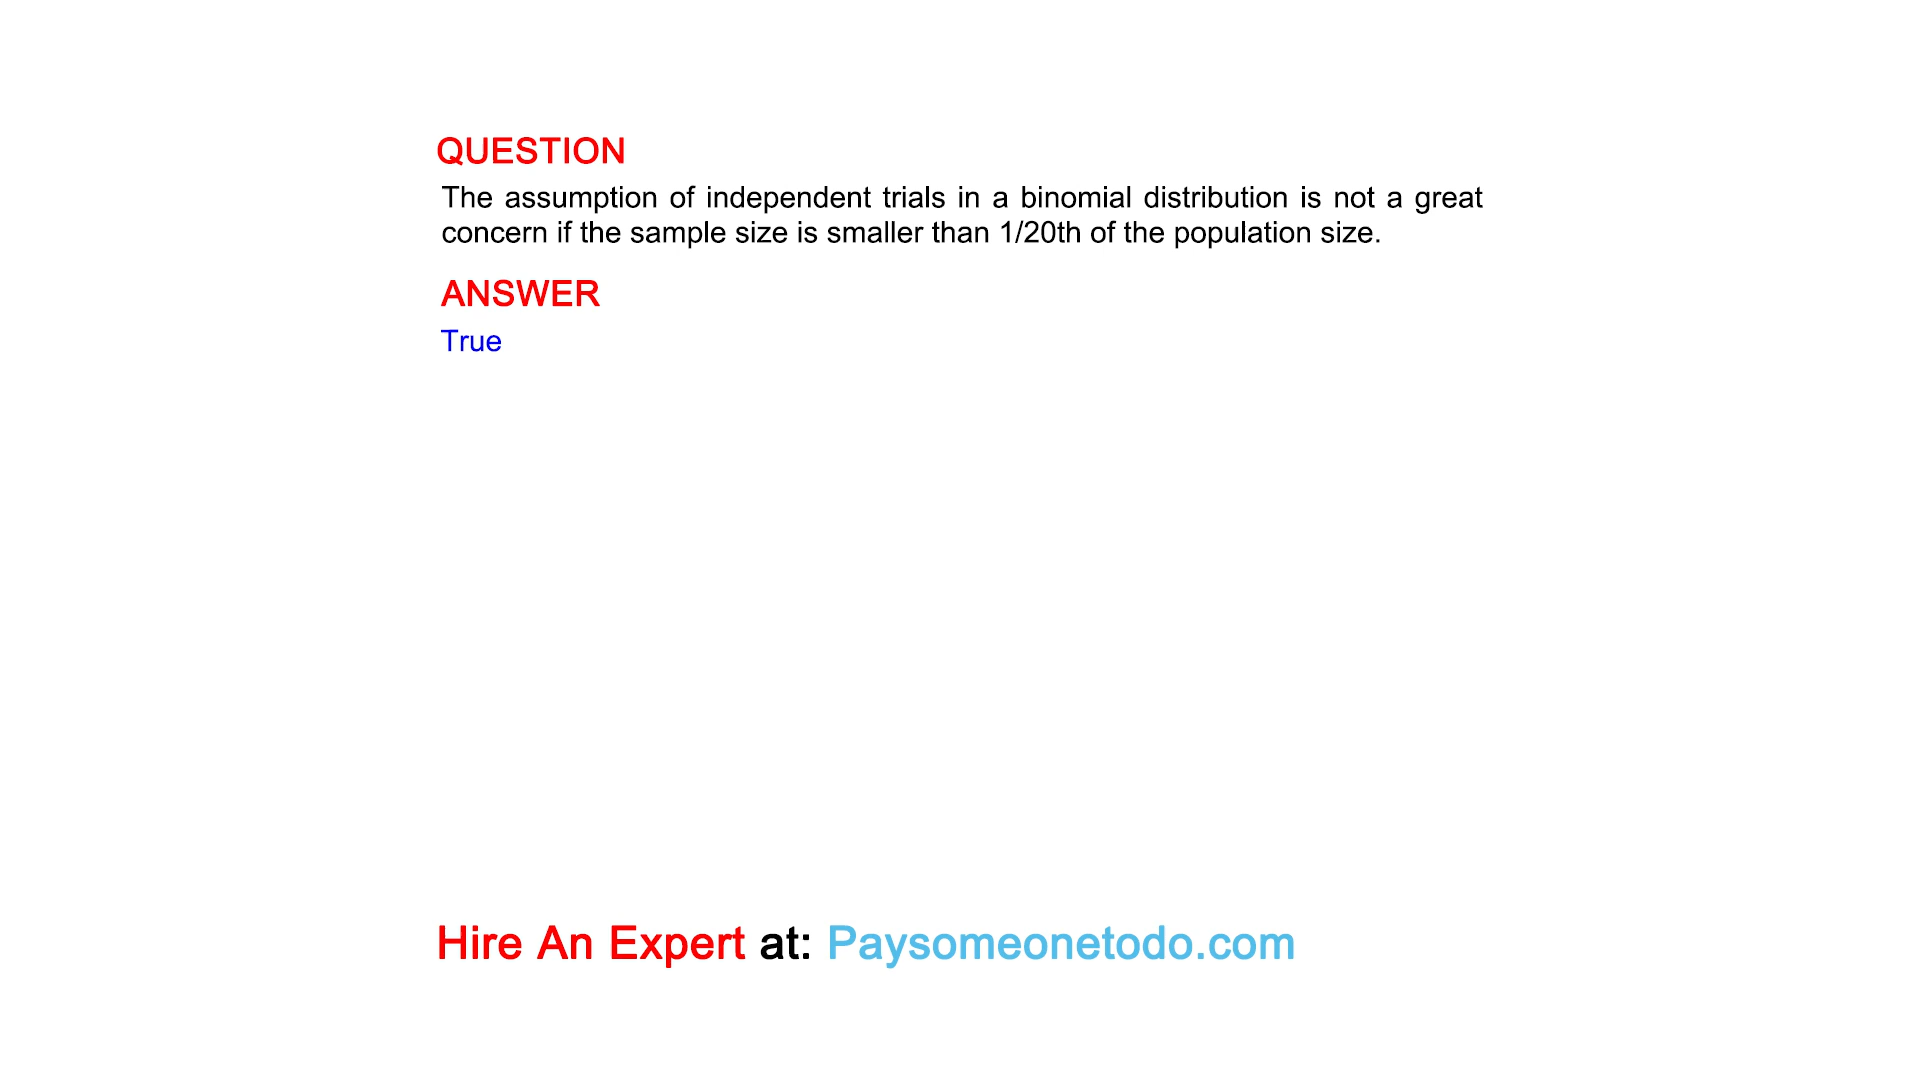 QUESTION
The assumption of independent trials in a binomial distribution is not a great
concern if the sample size is smaller than 1/20th of the population size.
ANSWER
True
Hire An Expert at: Paysomeonetodo.com